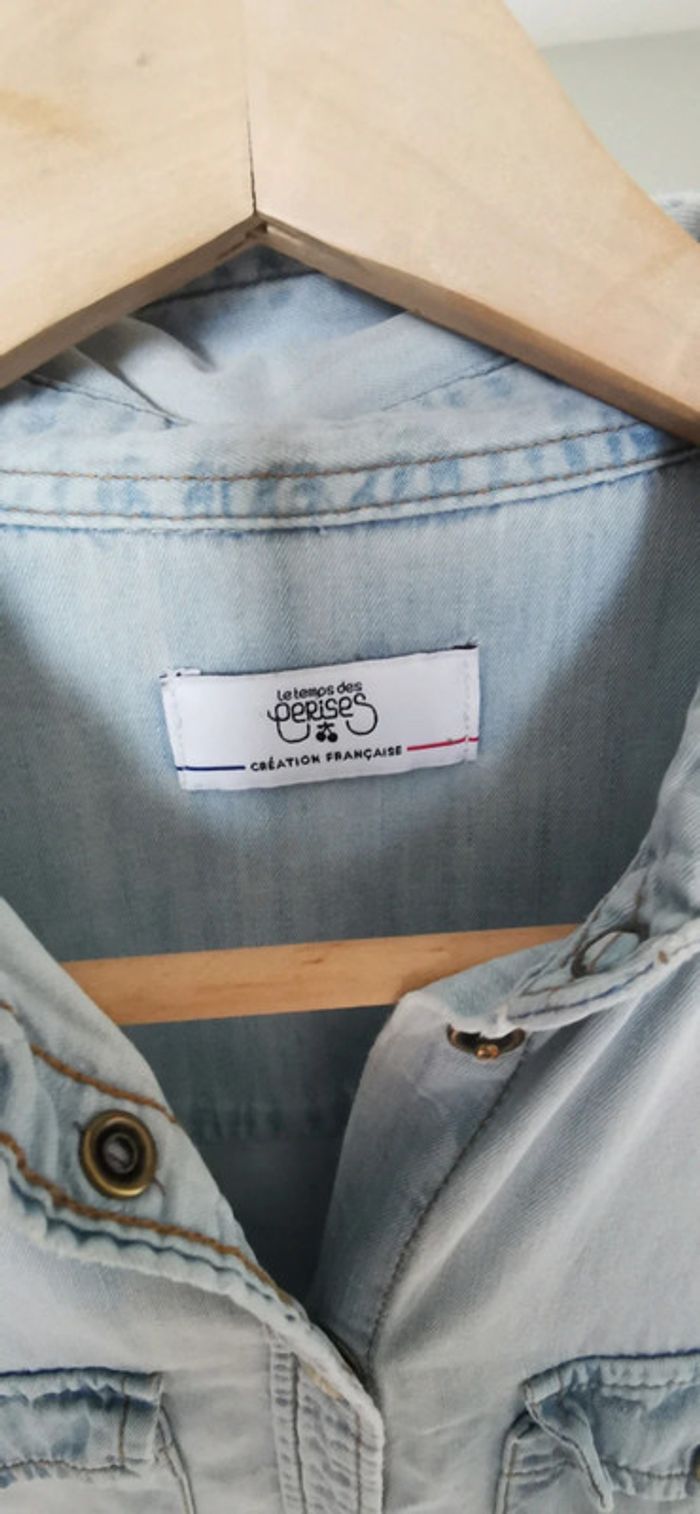 Le temps des
CERISES
CRÉATION FRANÇAISE